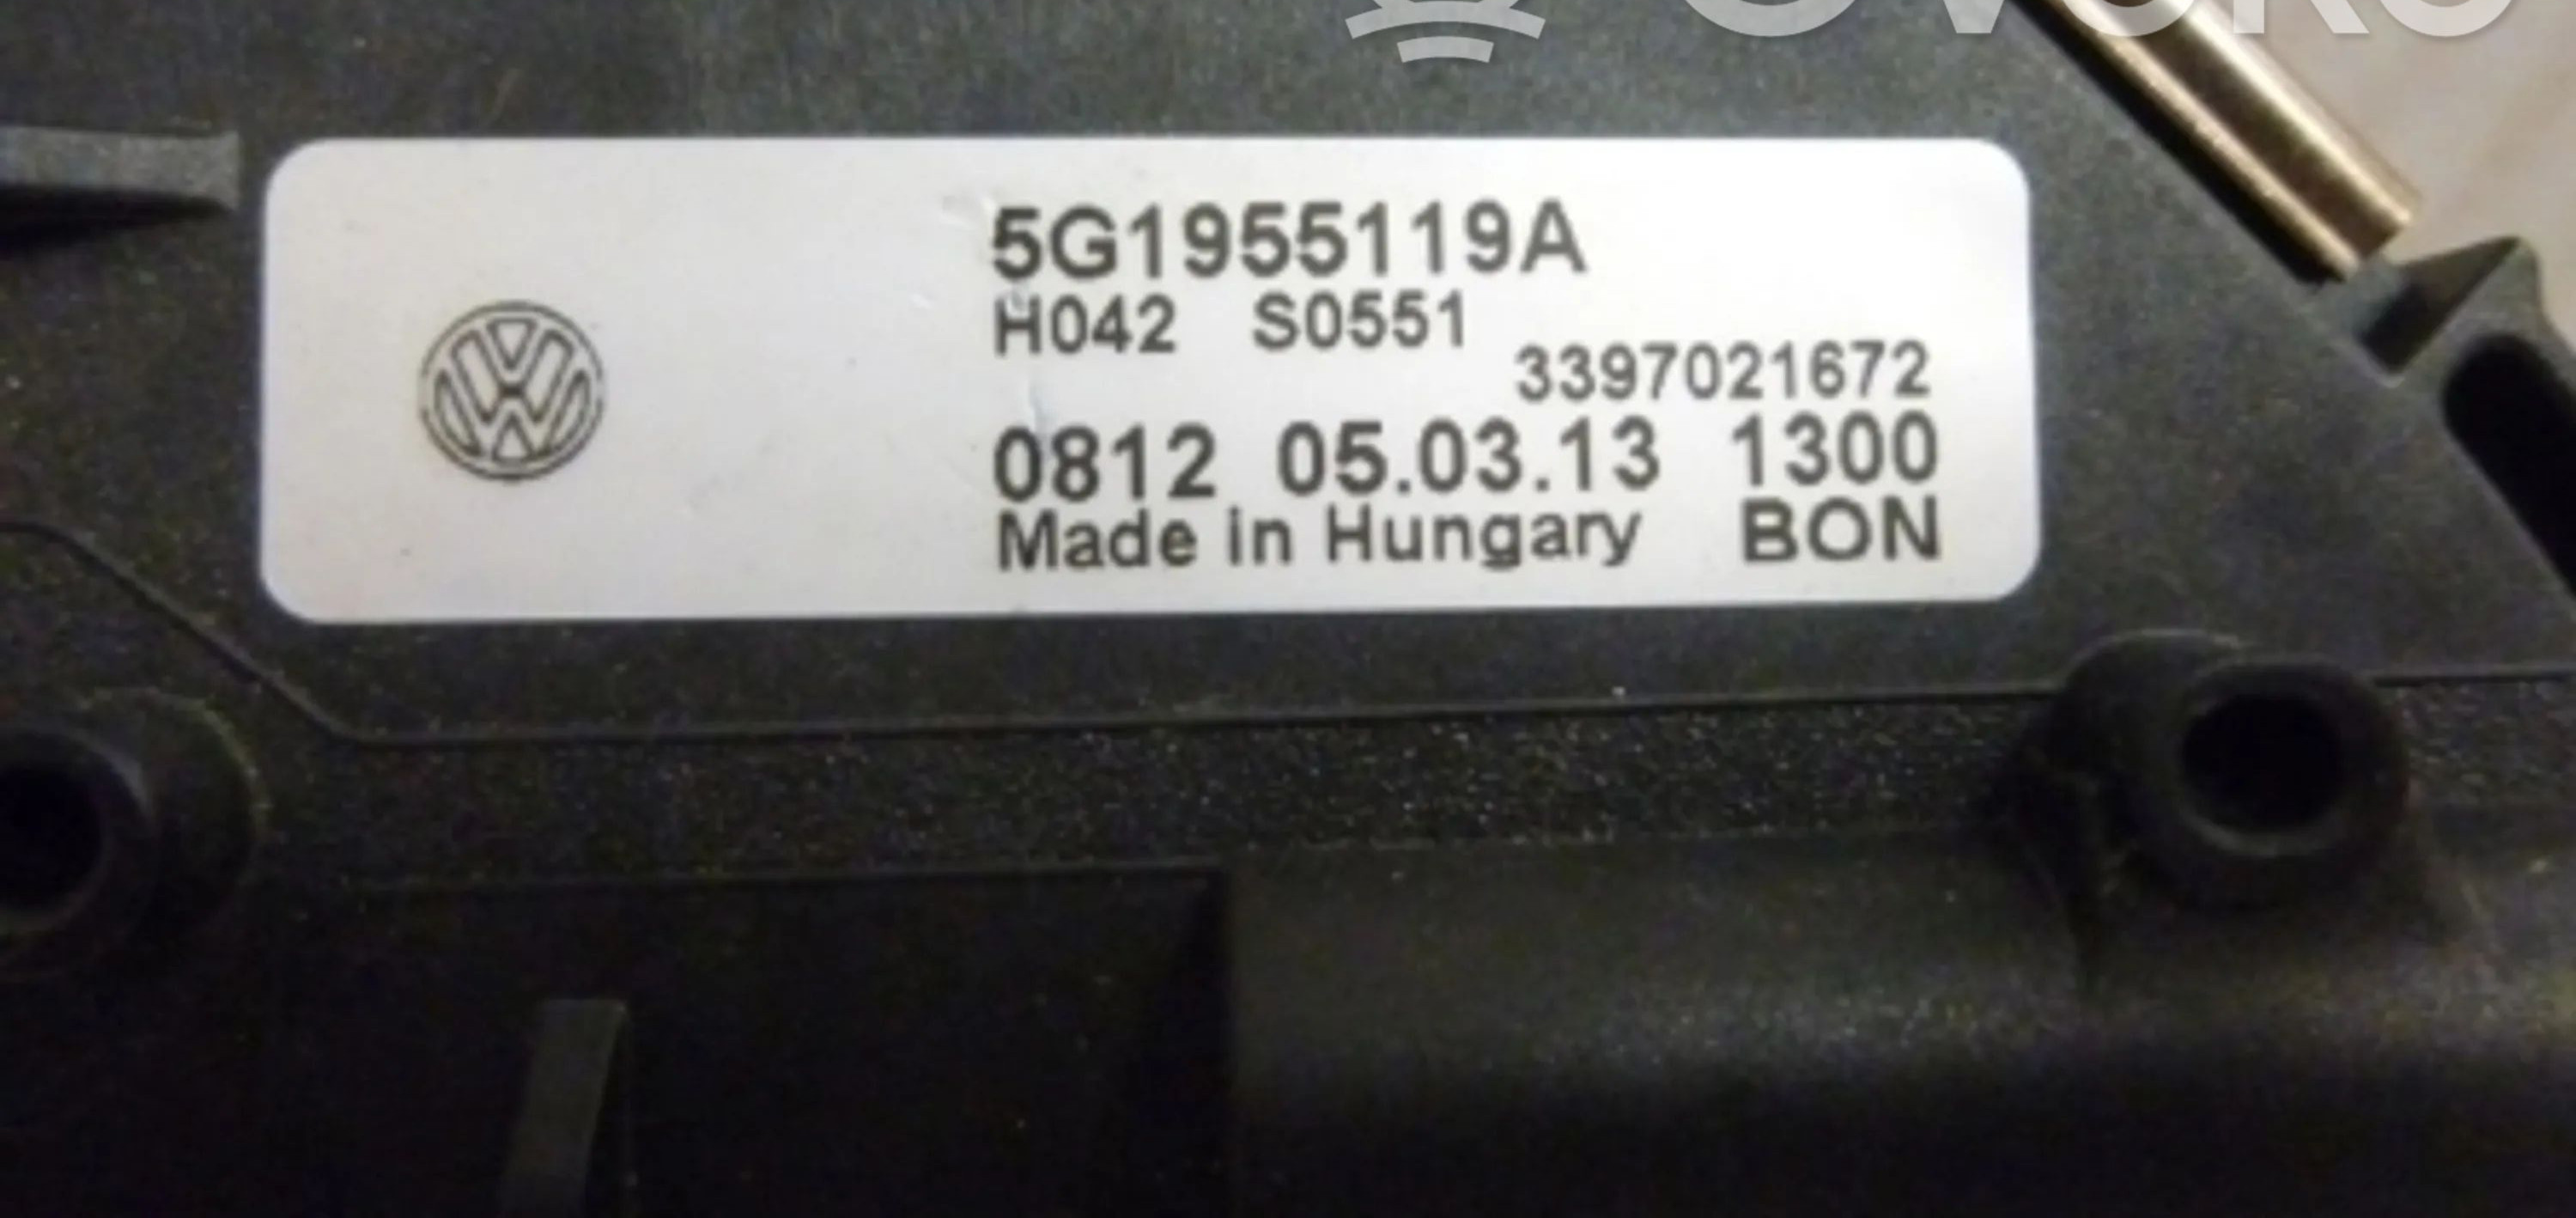 5G1955119A
H042 S0551
3397021672
0812 05.03.13 1300
Made in Hungary BON